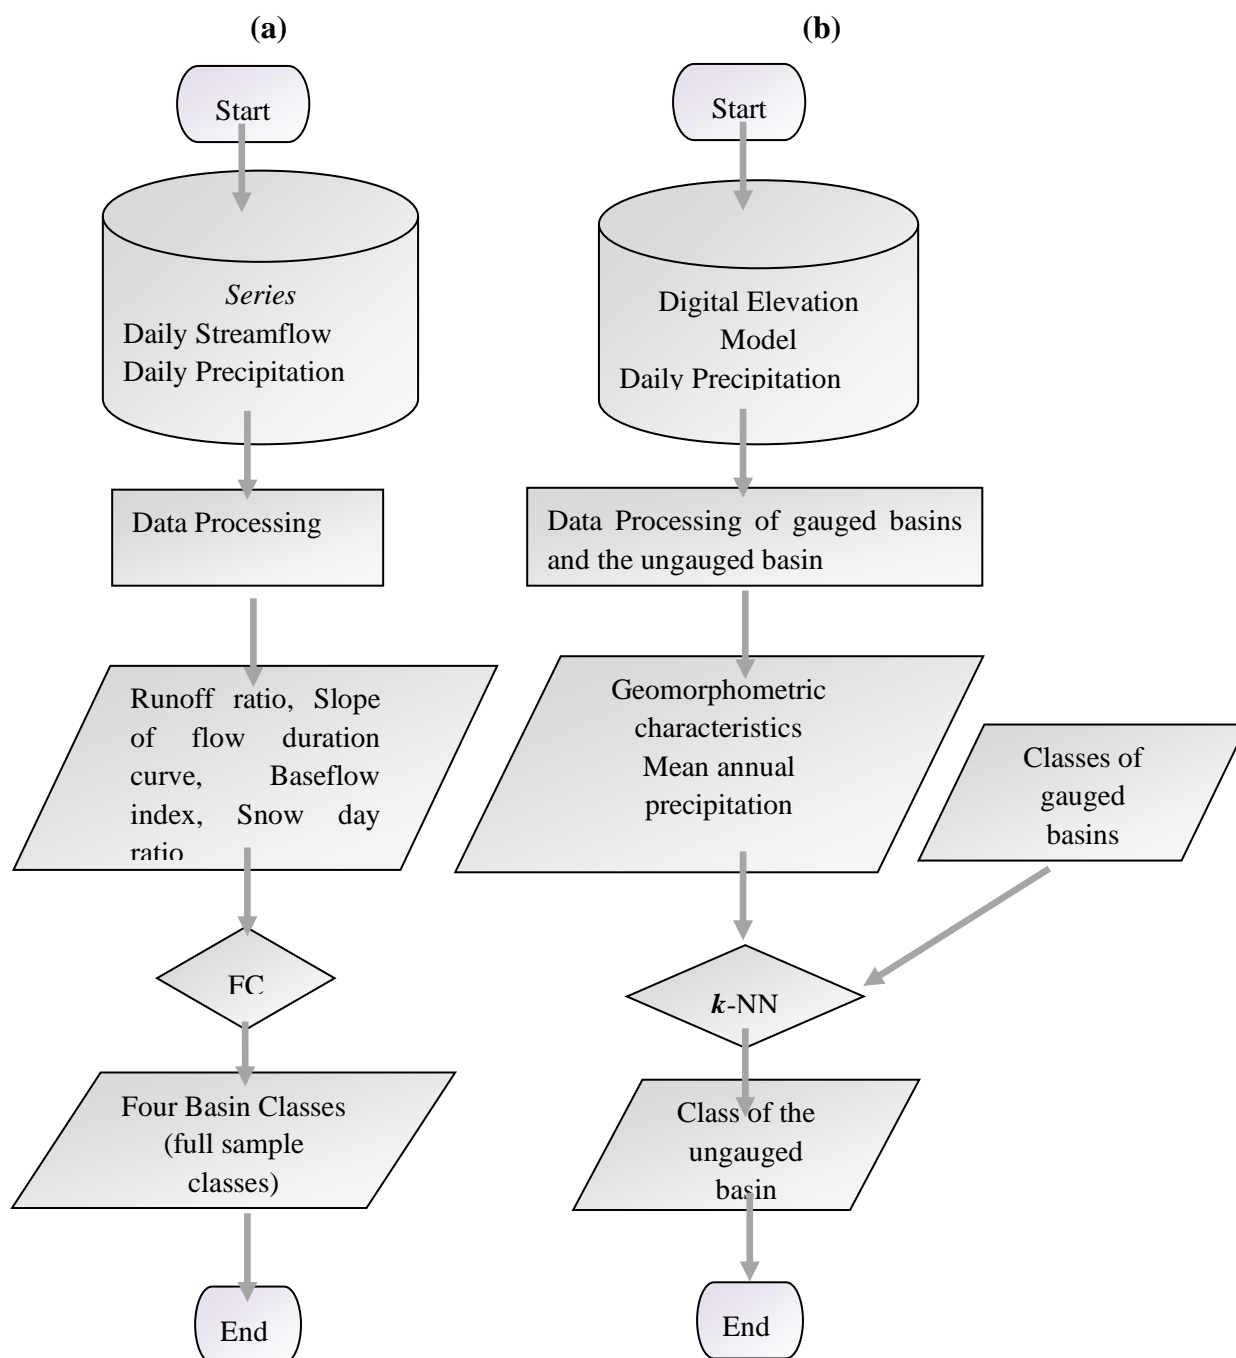 (a)
Start
Series
Daily Streamflow
Daily Precipitation
Data Processing
Runoff ratio, Slope
of flow duration
curve, Baseflow
index, Snow day
ratio
FC
Four Basin Classes
(full sample
classes)
End
(b)
Start
Digital Elevation
Model
Daily Precipitation
Data Processing of gauged basins
and the ungauged basin
Geomorphometric
characteristics
Mean annual
precipitation
Classes of
gauged
basins
k-NN
Class of the
ungauged
basin
End